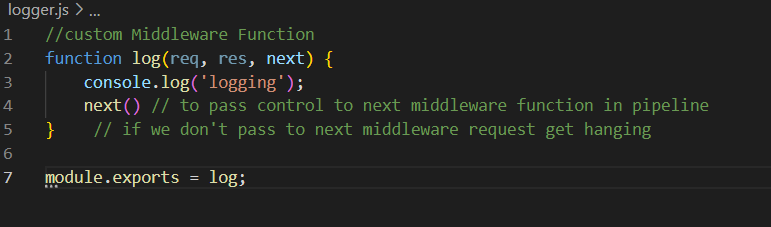 logger.js > ...
1 //custom Middleware Function
2 function log(req, res, next) {
3     console.log('logging');
4     next() // to pass control to next middleware function in pipeline
5 }    // if we don't pass to next middleware request get hanging
6
7 module.exports = log;